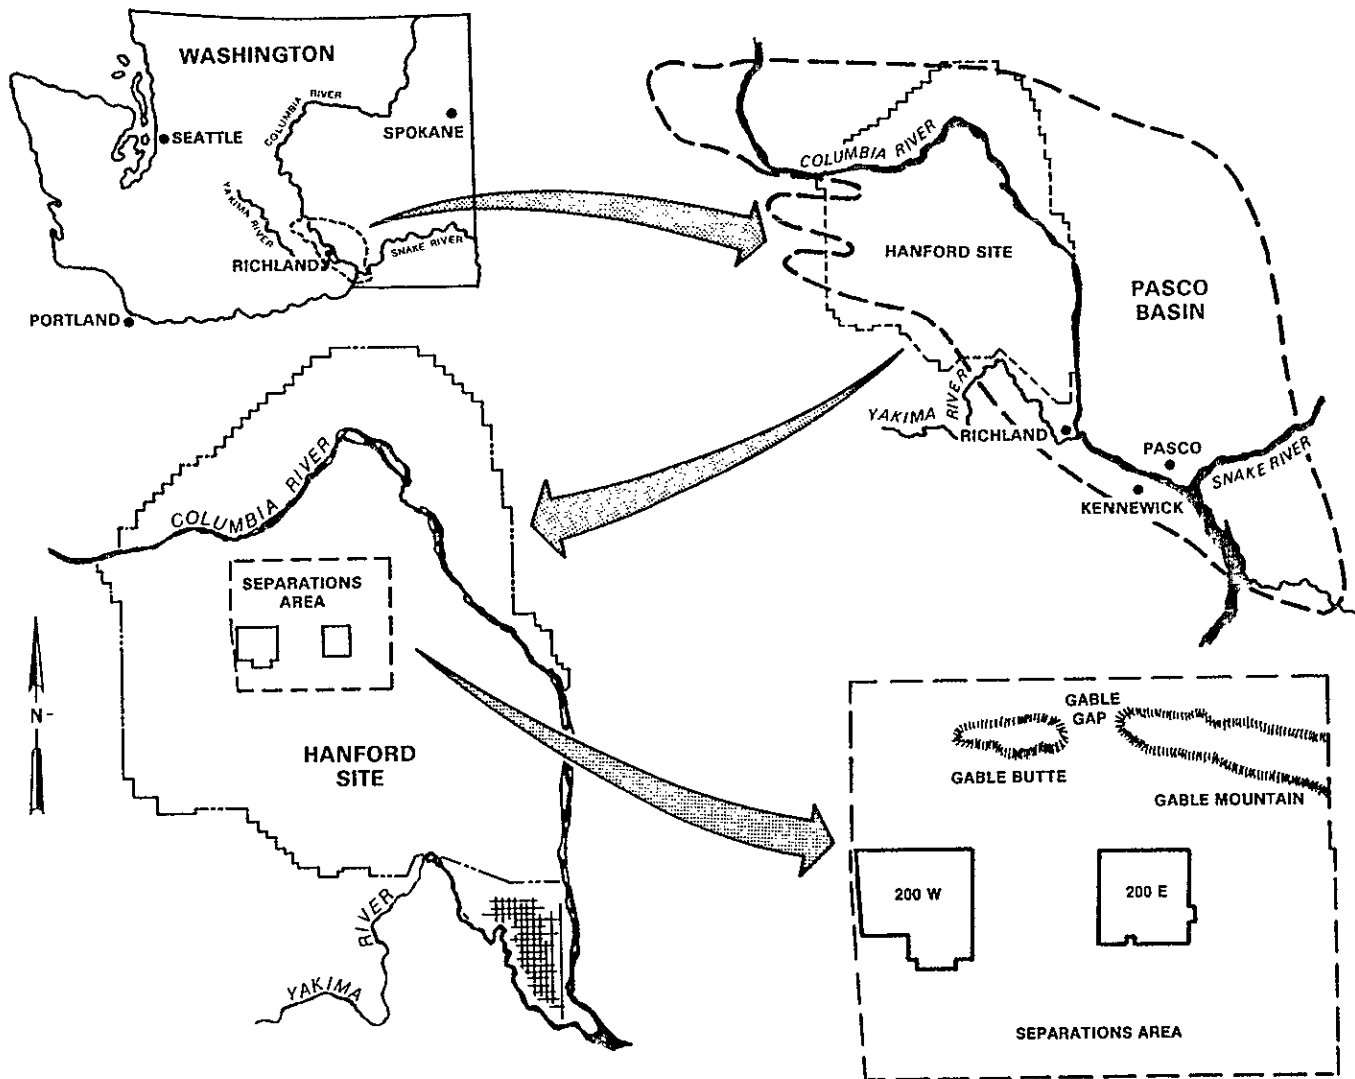 WASHINGTON
COLUMBIA RIVER
SEATTLE
SPOKANE
YAKIMA RIVER
RICHLAND
SNAKE RIVER
PORTLAND
COLUMBIA RIVER
HANFORD SITE
PASCO
BASIN
YAKIMA RIVER
RICHLAND
PASCO
KENNEWICK
SNAKE RIVER
COLUMBIA RIVER
SEPARATIONS
AREA
N
HANFORD
SITE
YAKIMA RIVER
GABLE
GAP
GABLE BUTTE
GABLE MOUNTAIN
200 W
200 E
SEPARATIONS AREA